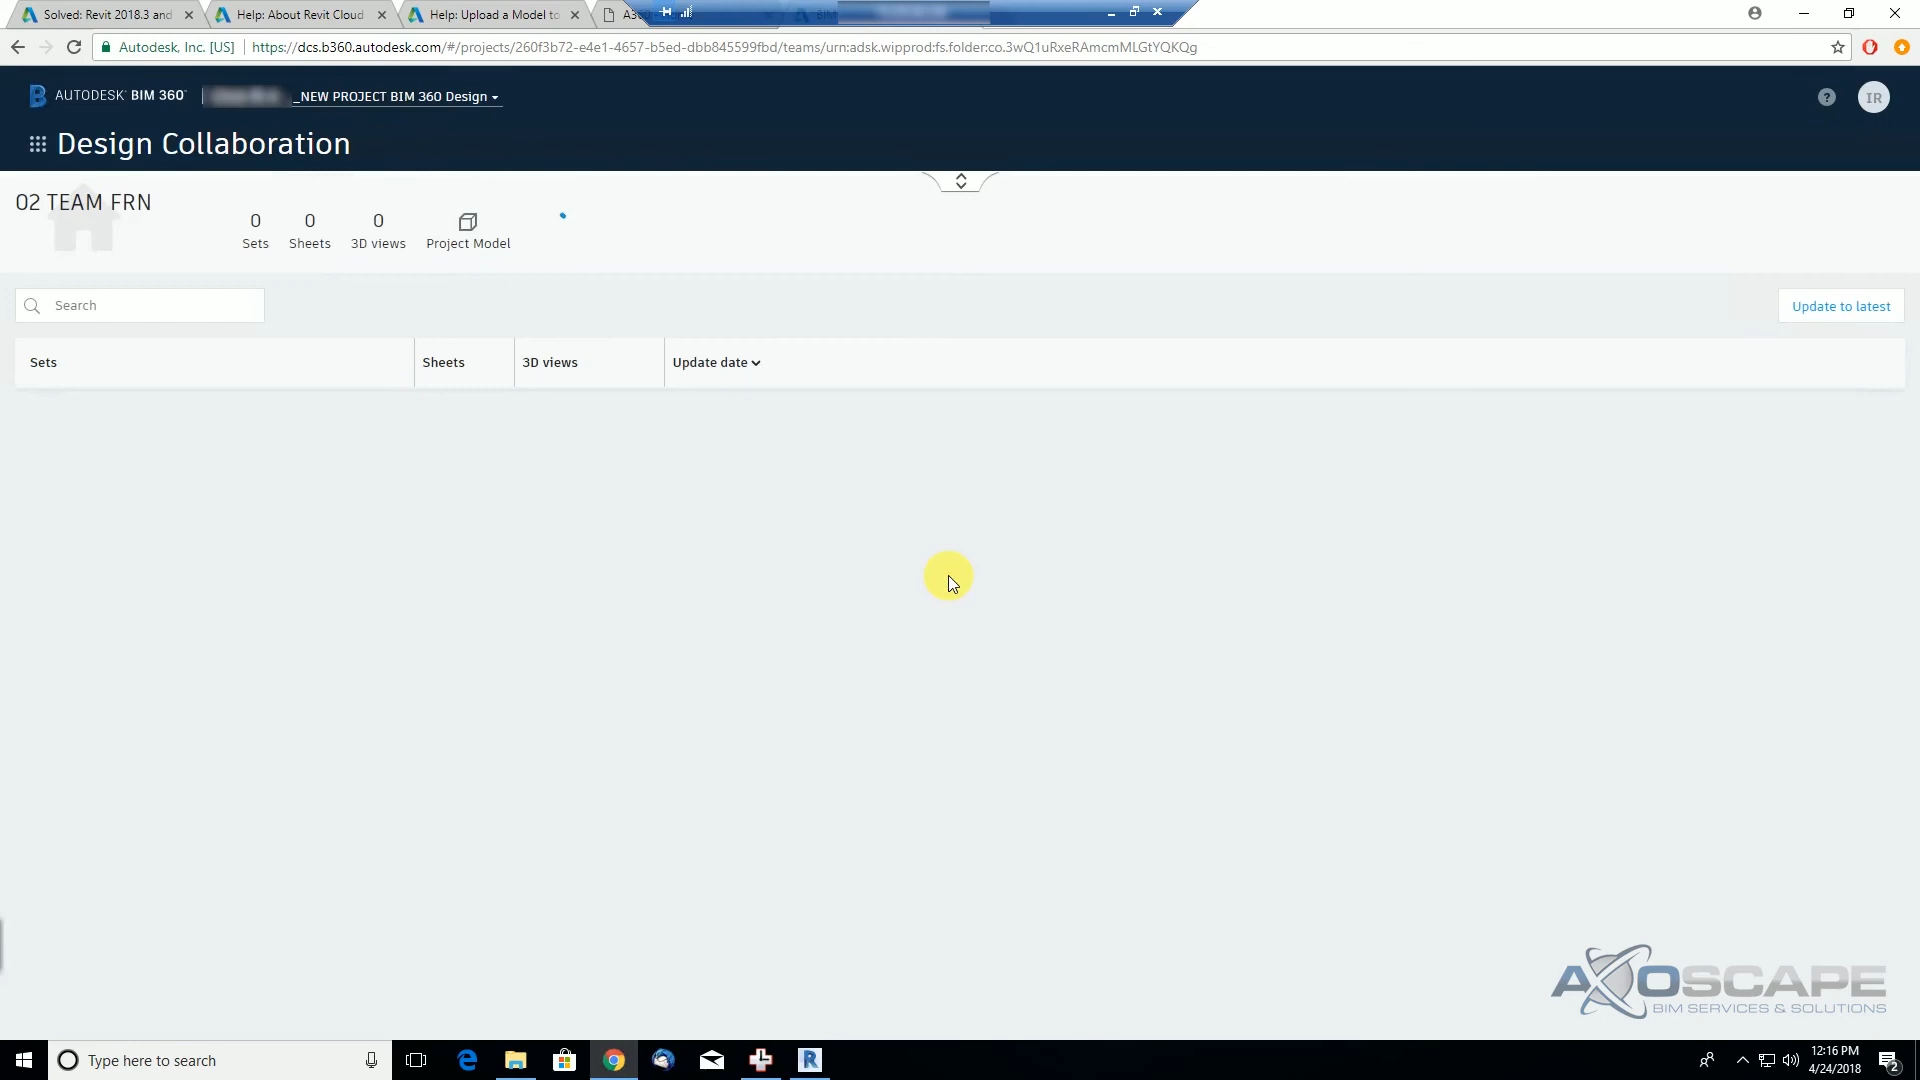 Solved: Revit 2018.3 and
Help: About Revit Cloud
Help: Upload a Model to
A36
BIM
Autodesk, Inc. [US]
https://dcs.b360.autodesk.com/#/projects/260f3b72-e4e1-4657-b5ed-dbb845599fbd/teams/urn:adsk.wipprod:fs.folder:co.3wQ1uRxeRAmcmMLGtYQKQg
AUTODESK BIM 360
_NEW PROJECT BIM 360 Design
?
IR
Design Collaboration
02 TEAM FRN
0
0
0
Sets
Sheets
3D views
Project Model
Search
Update to latest
Sets
Sheets
3D views
Update date
AXOSCAPE
BIM SERVICES & SOLUTIONS
Type here to search
12:16 PM
4/24/2018
2